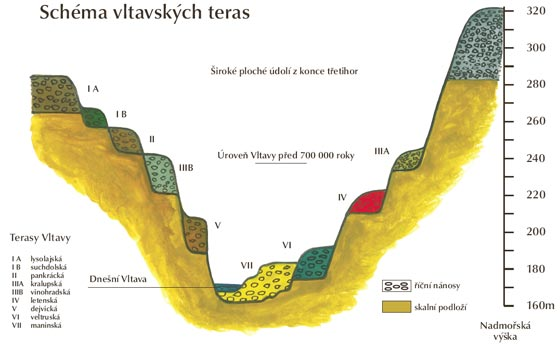 Schéma vltavských teras
320
300
280
260
240
220
200
180
160m
Nadmořská
výška
Široké ploché údolí z konce třetihor
Úroveň Vltavy před 700 000 roky
I A
I B
II
IIIB
V
VII
VI
IV
IIIA
Dnešní Vltava
Terasy Vltavy
I A lysolajská
I B suchdolská
II pankrácká
IIIA kralupská
IIIB vinohradská
IV letenská
V dejvická
VI veltruská
VII maninská
říční nánosy
skalní podloží